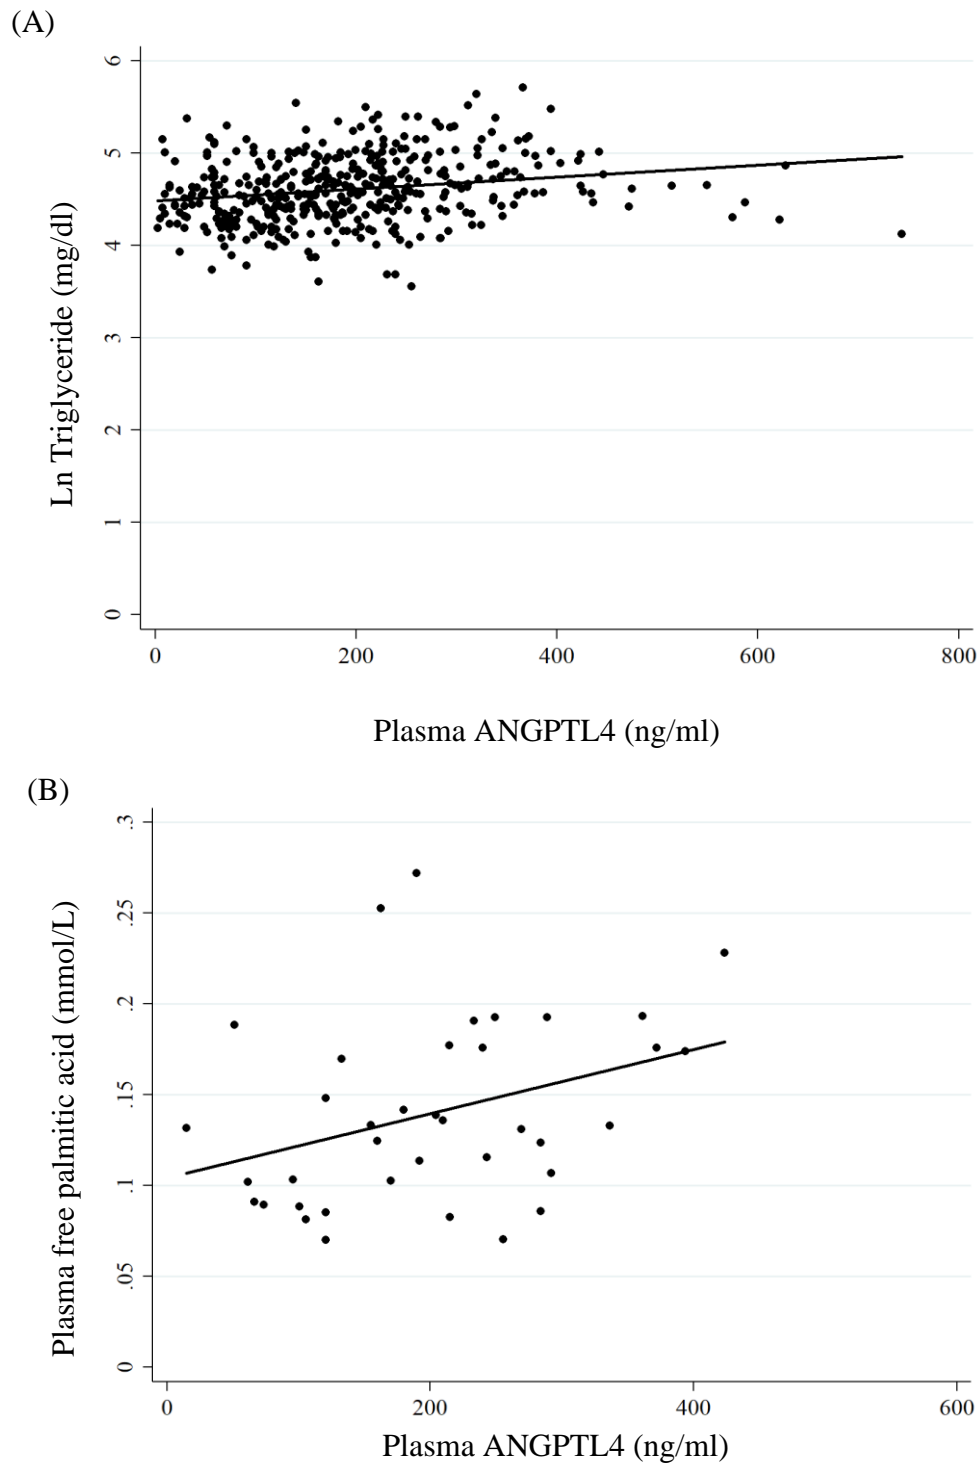 (A)
6
5
4
3
2
1
0
Ln Triglyceride (mg/dl)
0 200 400 600 800
Plasma ANGPTL4 (ng/ml)
(B)
.3
.25
.2
.15
.1
.05
0
Plasma free palmitic acid (mmol/L)
0 200 400 600
Plasma ANGPTL4 (ng/ml)